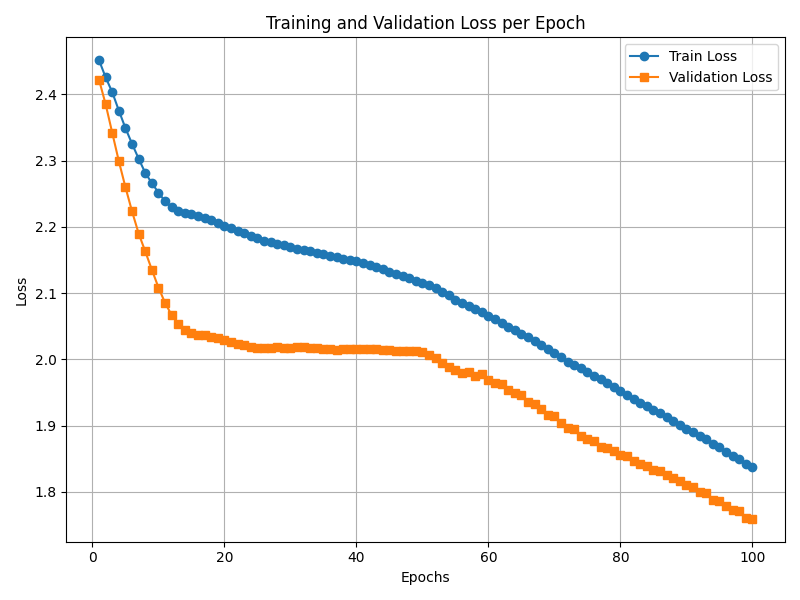 Training and Validation Loss per Epoch
Train Loss
Validation Loss
2.4
2.3
2.2
2.1
2.0
1.9
1.8
Loss
0 20 40 60 80 100
Epochs